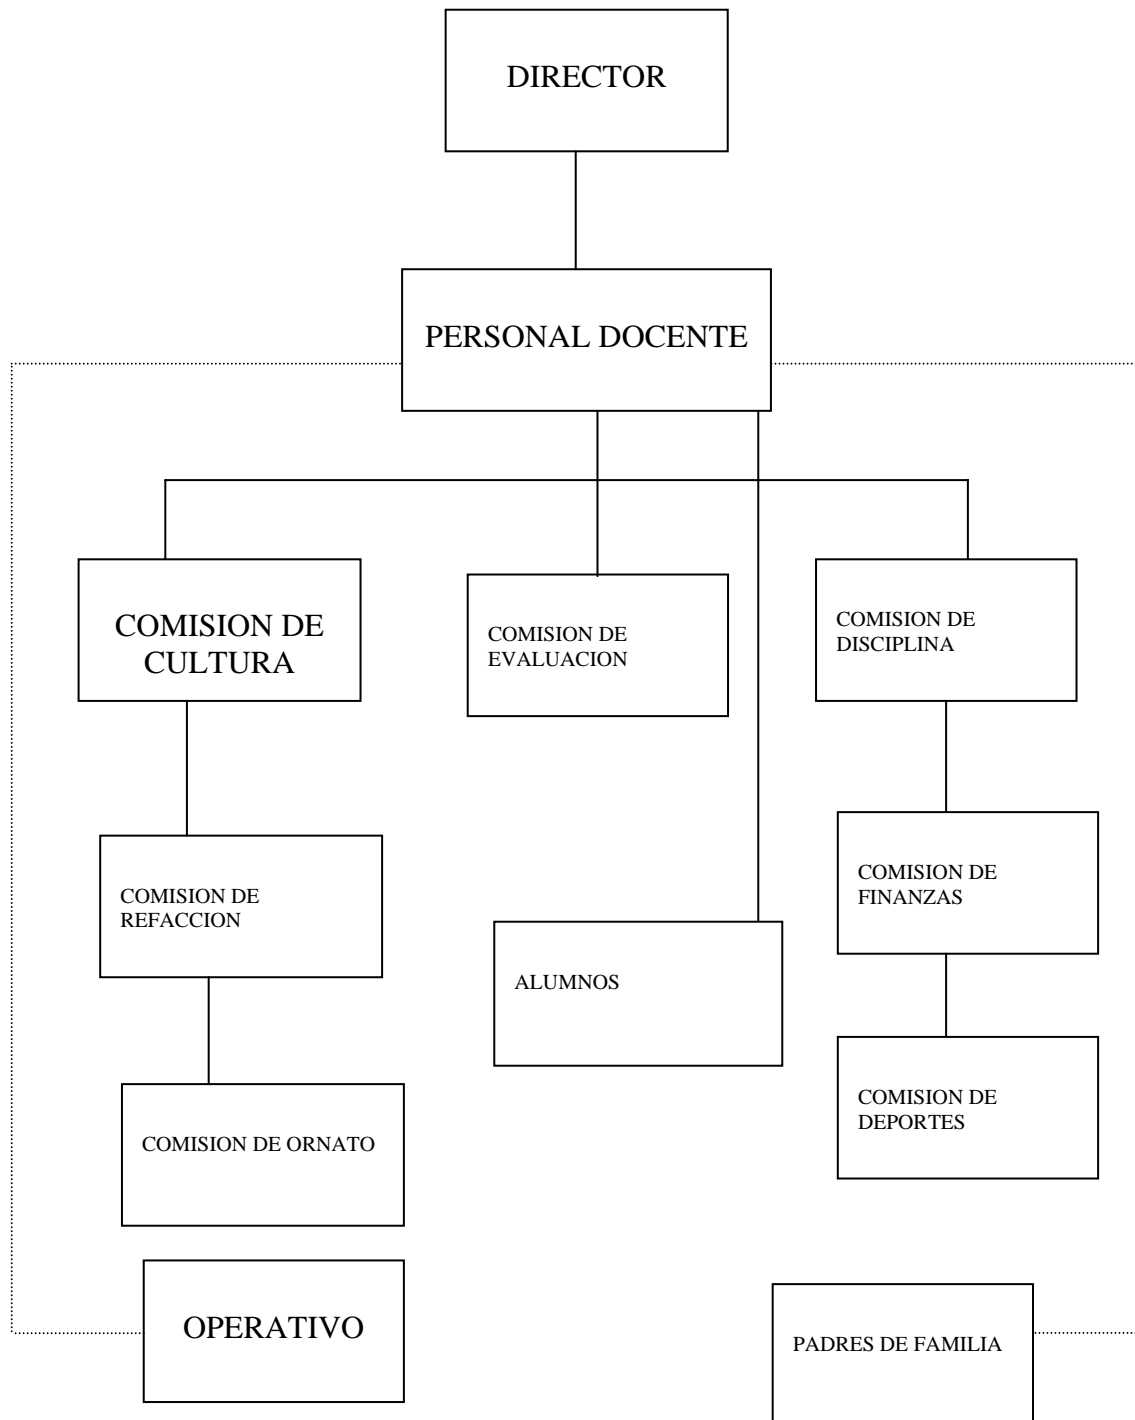 DIRECTOR
PERSONAL DOCENTE
COMISION DE
CULTURA
COMISION DE
EVALUACION
COMISION DE
DISCIPLINA
COMISION DE
REFACCION
COMISION DE
FINANZAS
ALUMNOS
COMISION DE ORNATO
COMISION DE
DEPORTES
OPERATIVO
PADRES DE FAMILIA